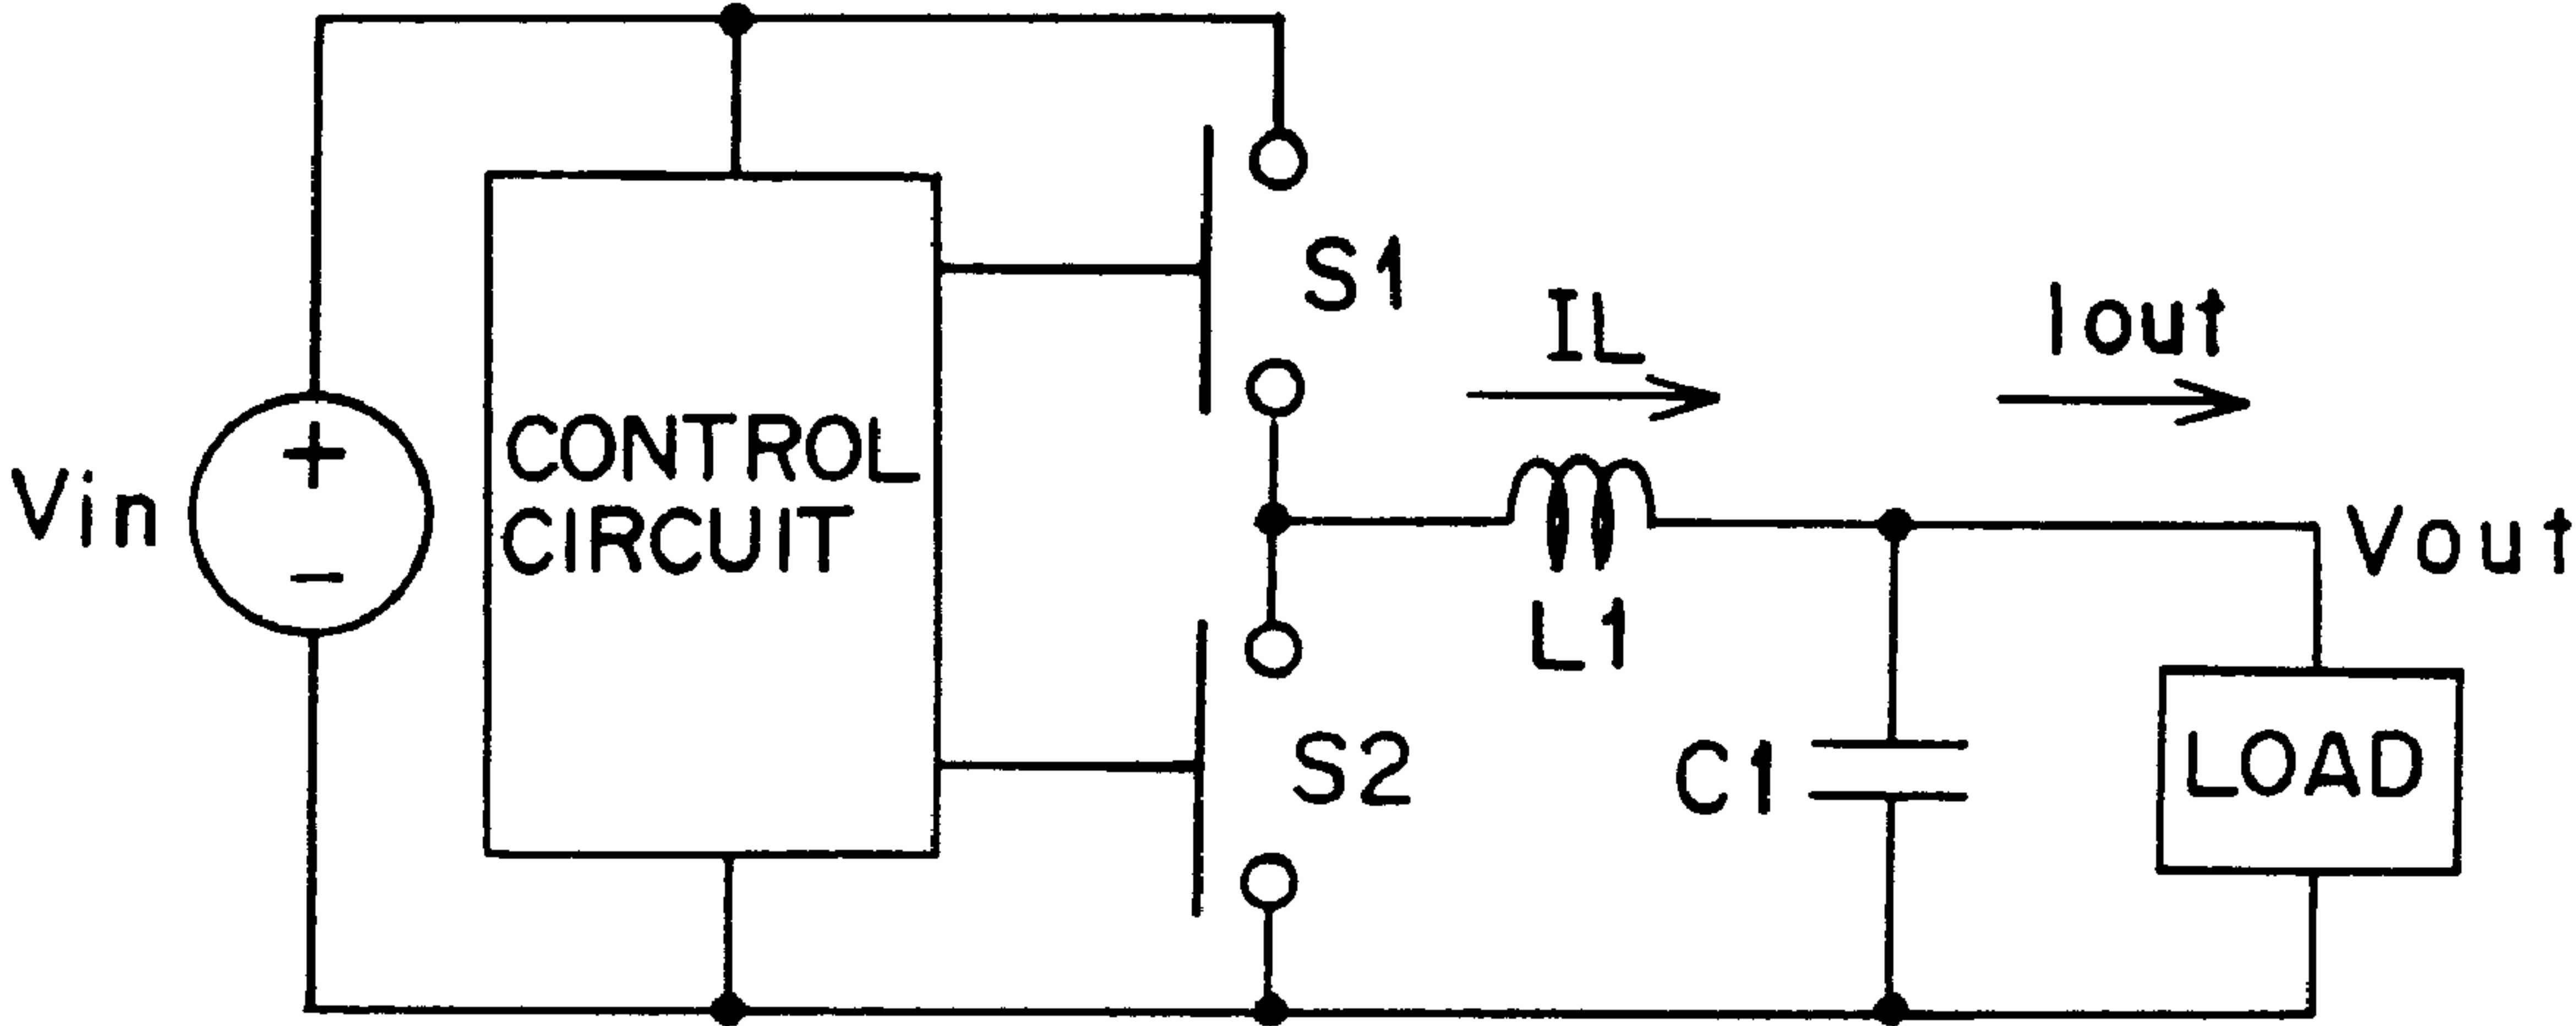 S1
IL
Iout
Vin
+
−
CONTROL
CIRCUIT
Vout
L1
S2
C1
LOAD